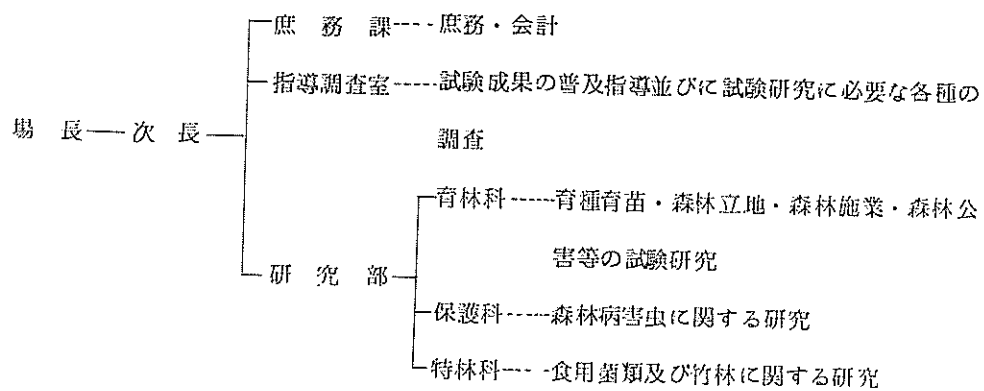 庶務課 庶務・会計
指導調査室 試験成果の普及指導並びに試験研究に必要な各種の
場長 次長
調査
育林科 育種育苗・森林立地・森林施業・森林公
害等の試験研究
研究部
保護科 森林病害虫に関する研究
特林科 食用菌類及び竹林に関する研究